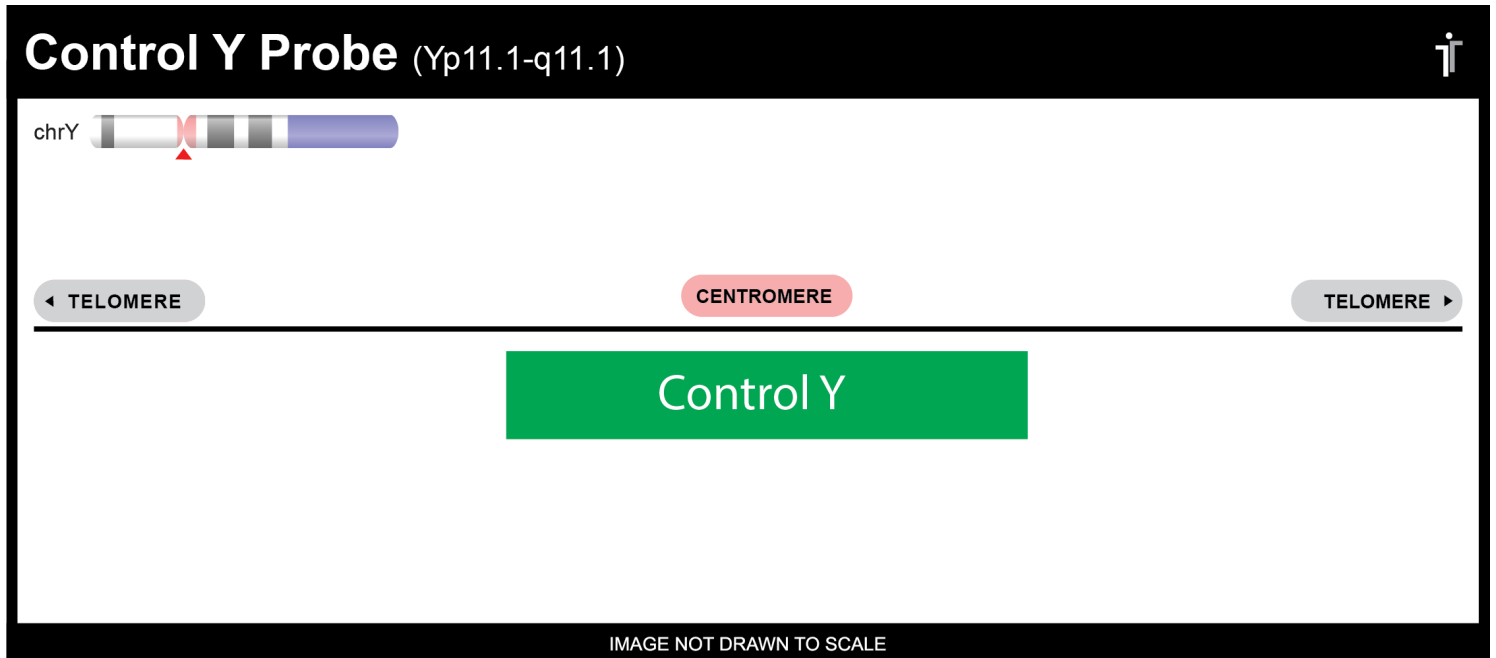 Control Y Probe (Yp11.1-q11.1)
chrY
TELOMERE
CENTROMERE
TELOMERE
Control Y
IMAGE NOT DRAWN TO SCALE